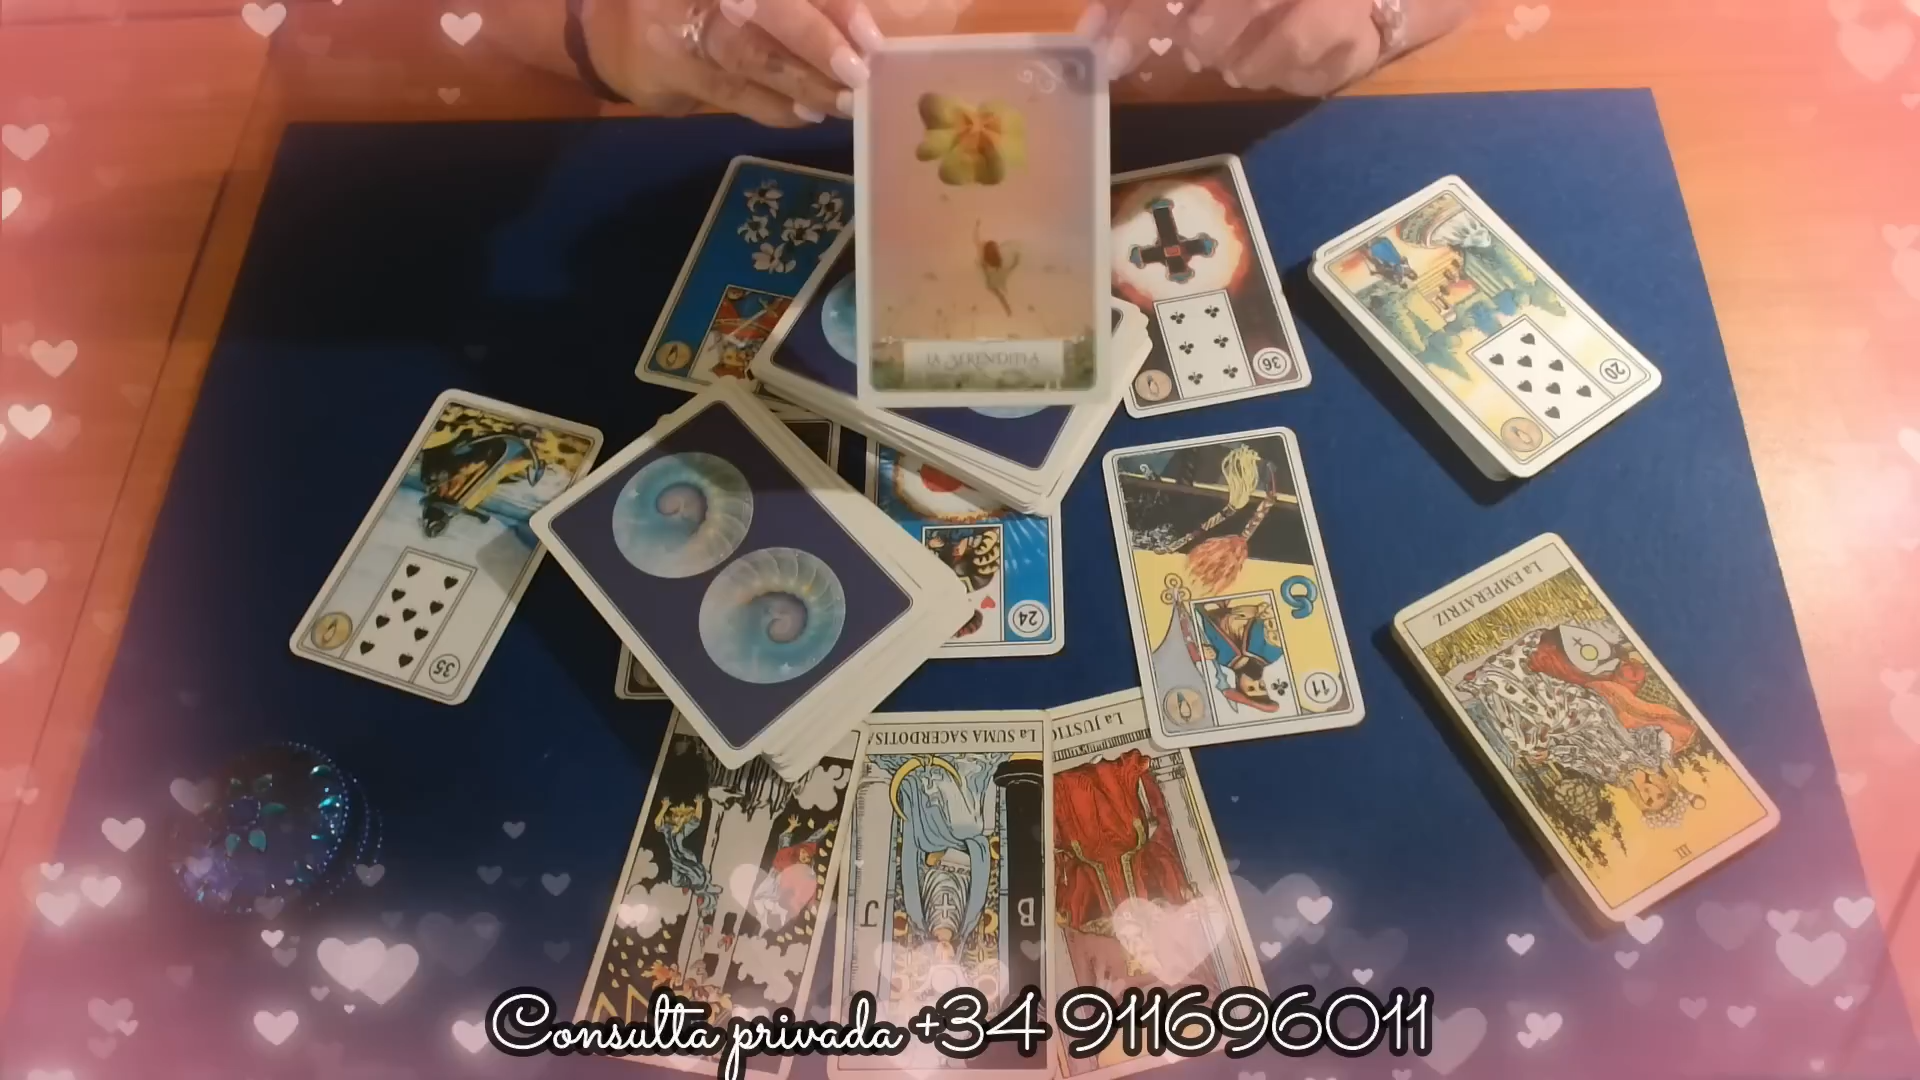 La SERENDIPIA
36
20
35
24
11
La EMPERATRIZ
III
La SUMA SACERDOTISA
La JUSTIC
J
B
Consulta privada +34 911696011